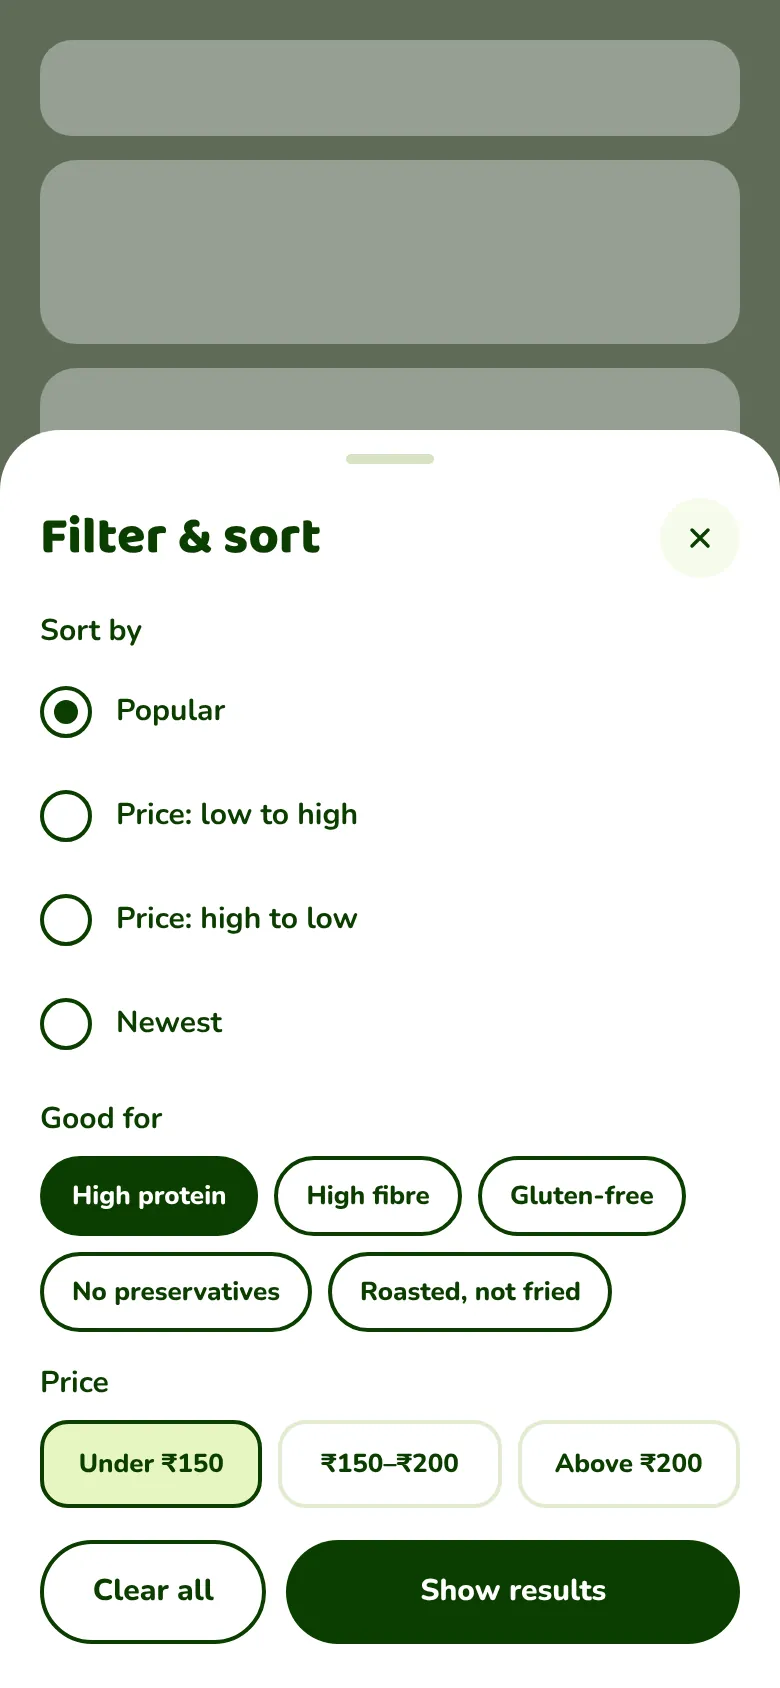 Filter & sort
Sort by
Popular
Price: low to high
Price: high to low
Newest
Good for
High protein
High fibre
Gluten-free
No preservatives
Roasted, not fried
Price
Under ₹150
₹150–₹200
Above ₹200
Clear all
Show results